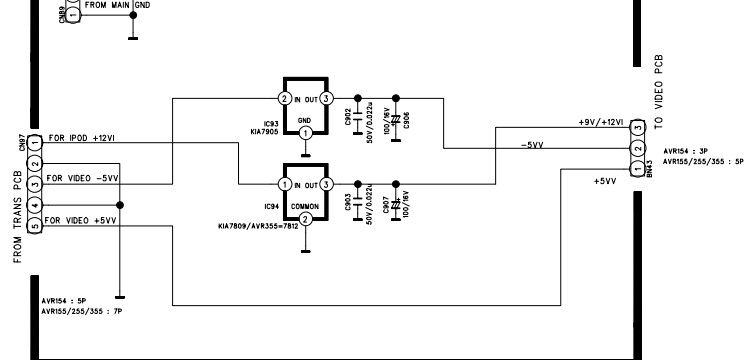 CN89
1
FROM MAIN GND
CN97
FROM TRANS PCB
1
2
3
4
5
FOR IPOD +12VI
FOR VIDEO -5VV
FOR VIDEO +5VV
AVR154 : 5P
AVR155/255/355 : 7P
2 IN OUT 3
GND
1
IC93
KIA7905
C902
50V/0.022u
100/16V
C906
1 IN OUT 3
COMMON
2
IC94
KIA7809/AVR355=7812
C903
50V/0.022u
C907
100/16V
+9V/+12VI
-5VV
+5VV
3
2
1
BN43
TO VIDEO PCB
AVR154 : 3P
AVR155/255/355 : 5P